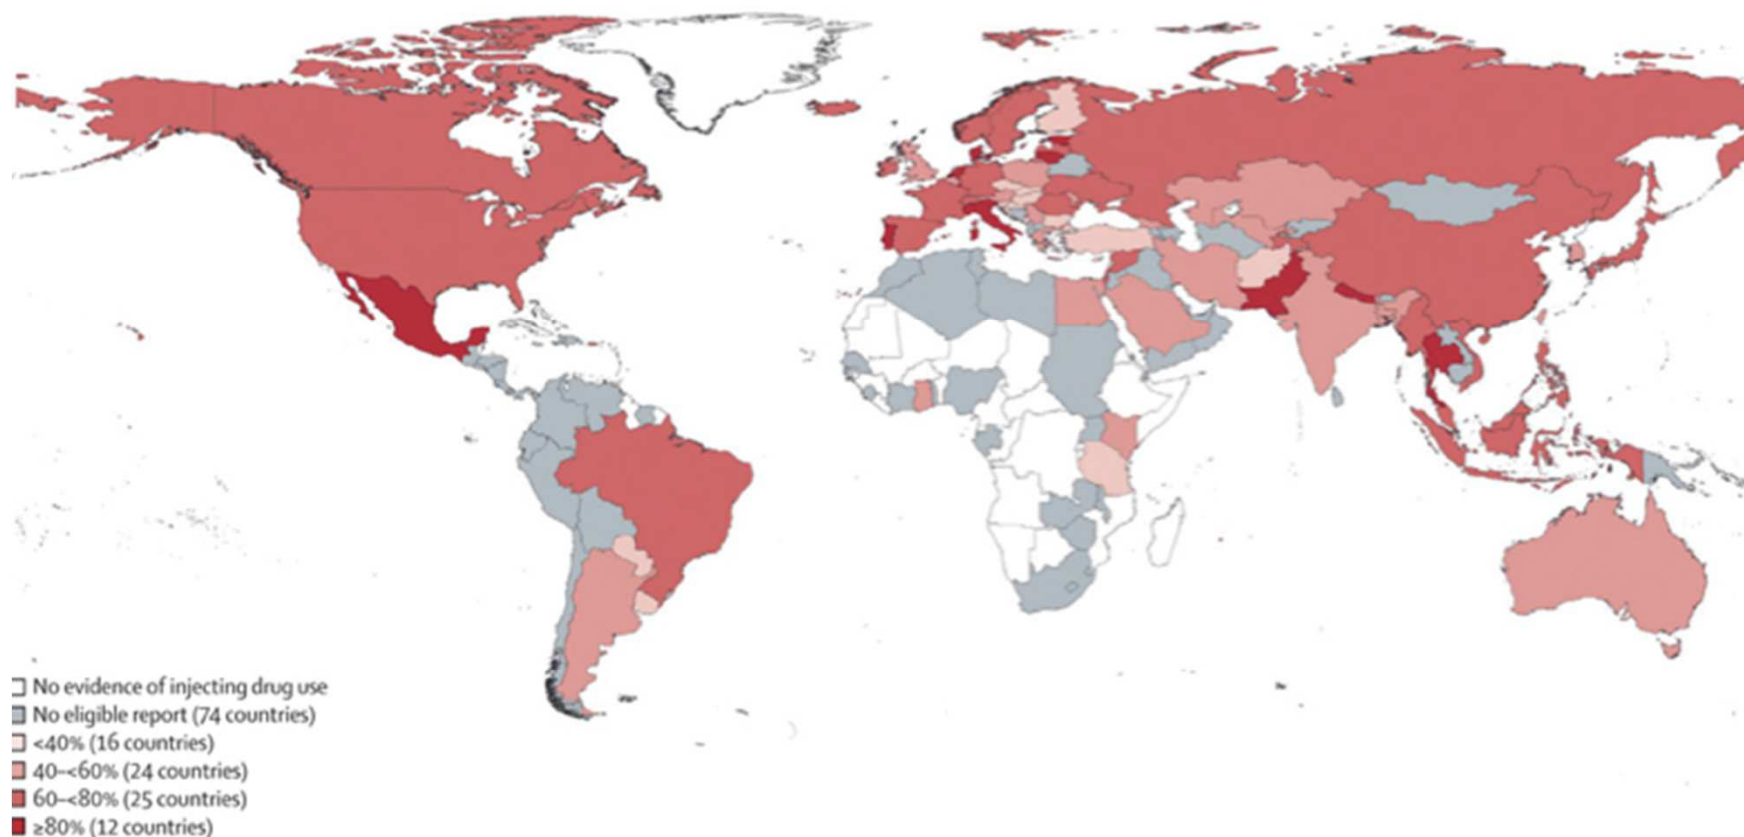 No evidence of injecting drug use
No eligible report (74 countries)
<40% (16 countries)
40–<60% (24 countries)
60–<80% (25 countries)
≥80% (12 countries)